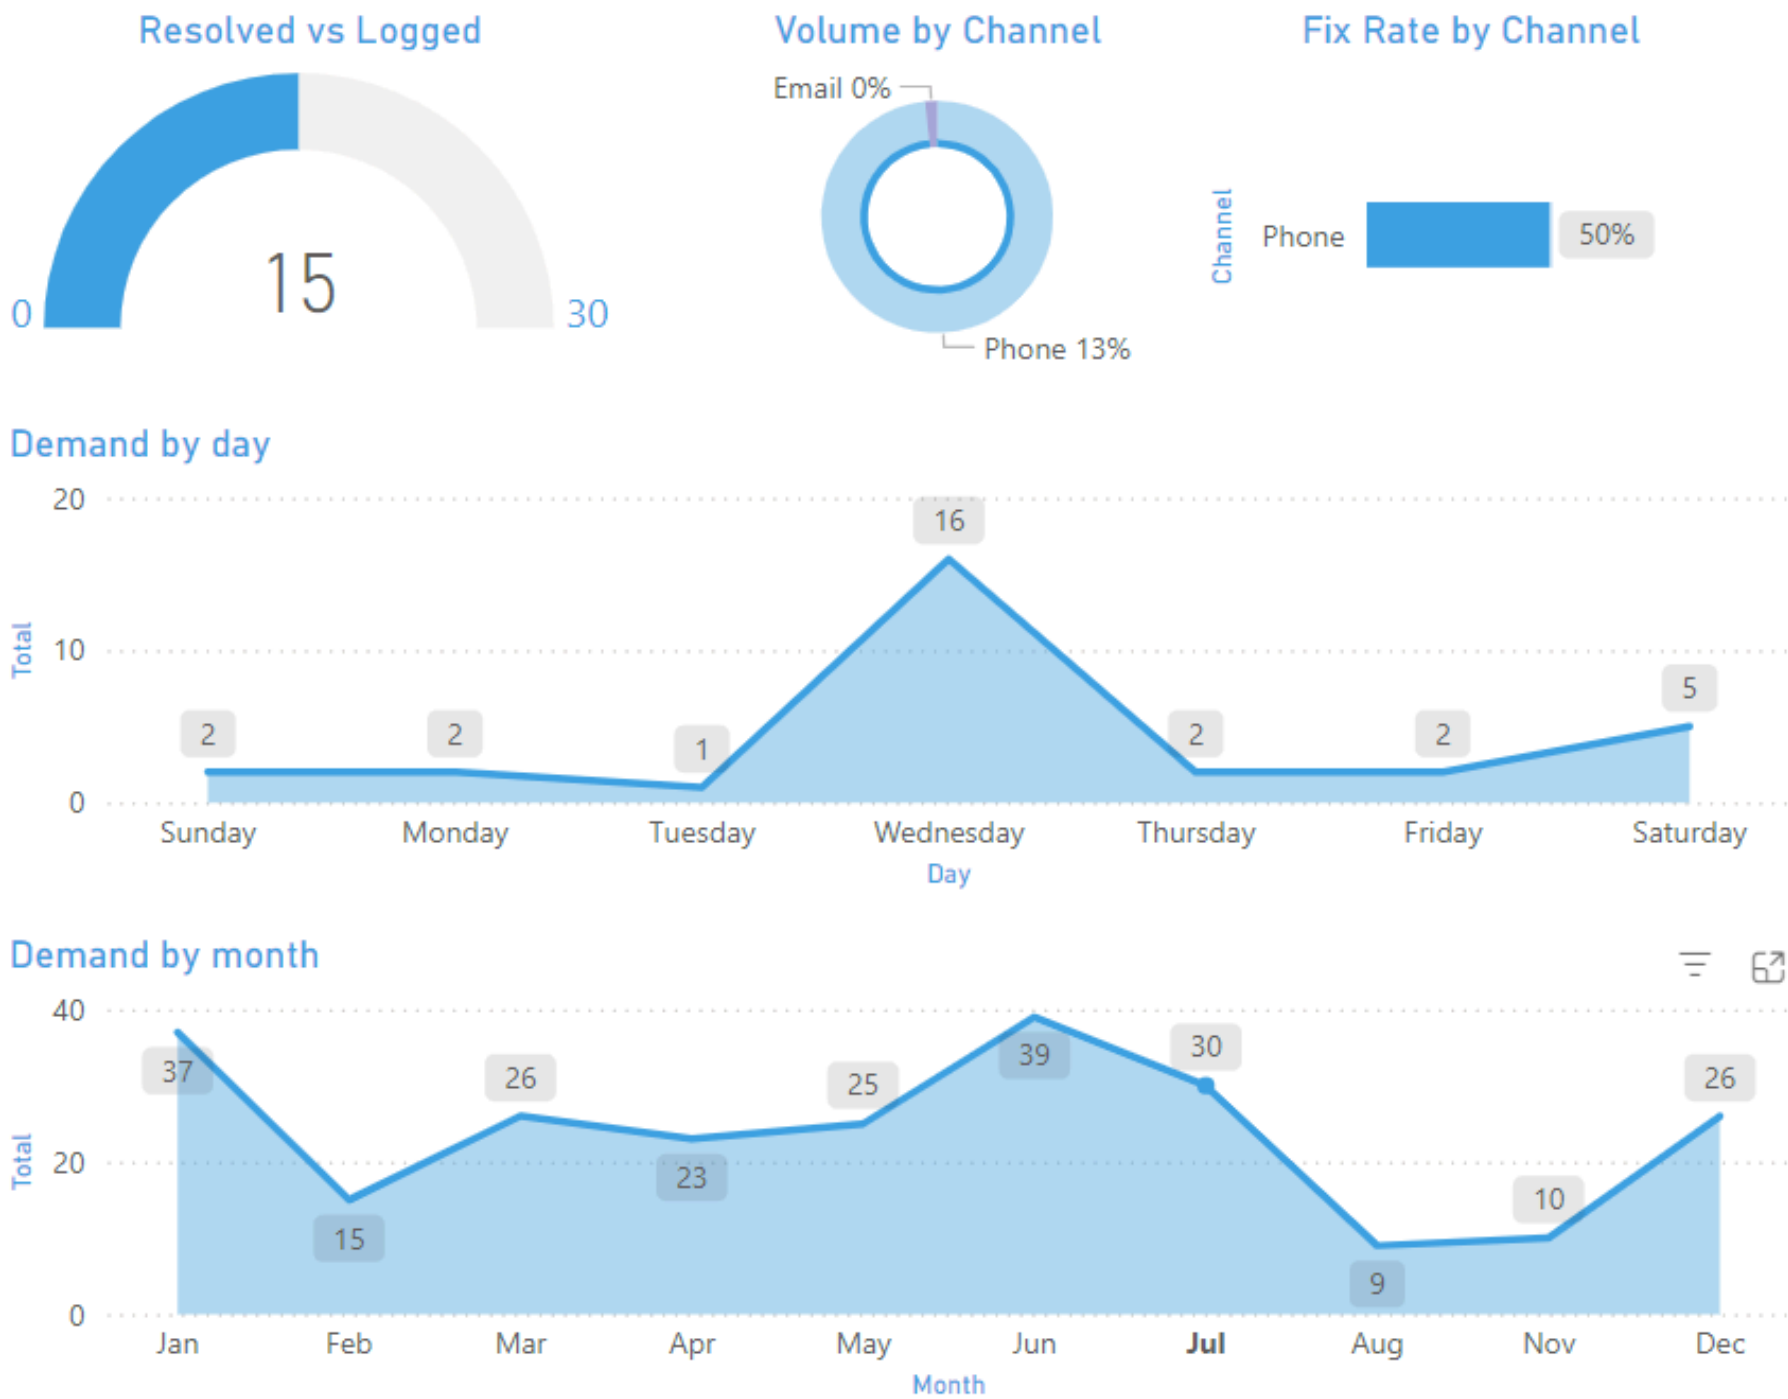 Resolved vs Logged
Volume by Channel
Fix Rate by Channel
Email 0%
Channel
Phone
50%
15
0
30
Phone 13%
Demand by day
20
16
Total
10
5
2
2
1
2
2
0
Sunday Monday Tuesday Wednesday Thursday Friday Saturday
Day
Demand by month
40
37
26
25
39
30
26
Total
20
23
15
10
9
0
Jan Feb Mar Apr May Jun Jul Aug Nov Dec
Month